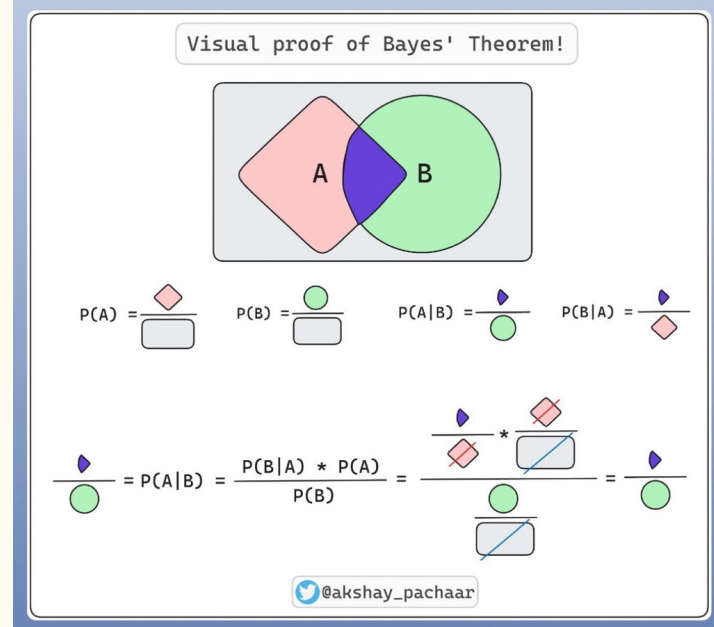 Visual proof of Bayes' Theorem!
A B
P(A) = P(B) = P(A|B) = P(B|A) =
= P(A|B) = P(B|A) * P(A) = * =
P(B)
@akshay_pachaar